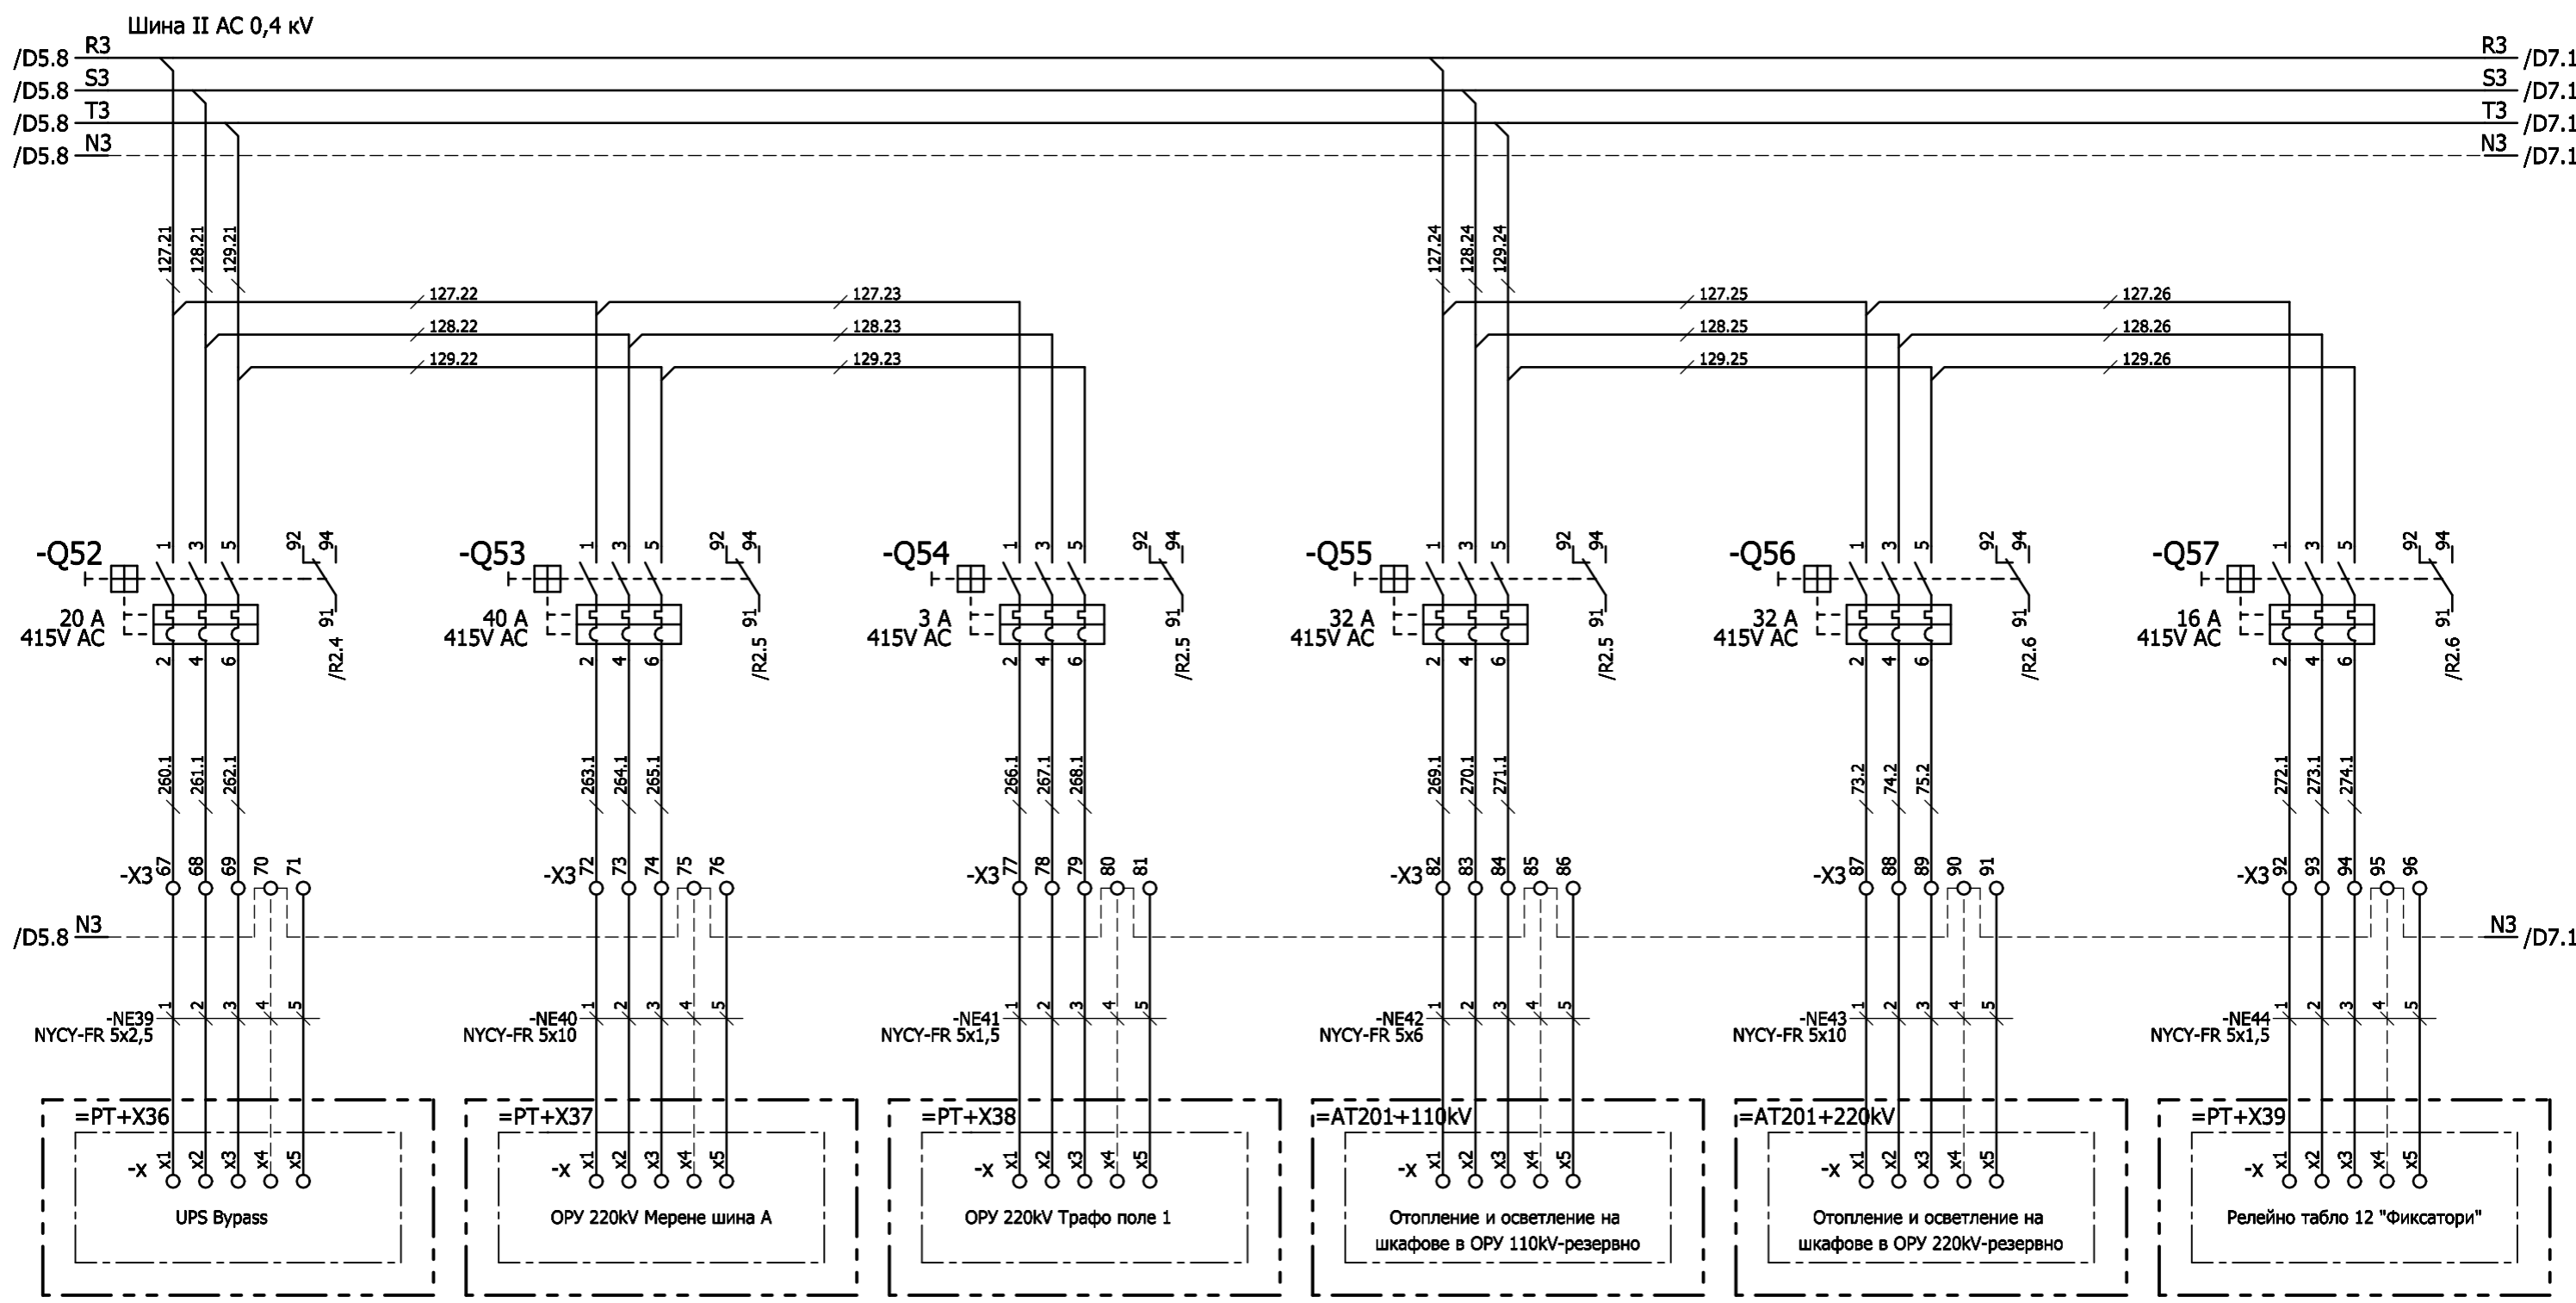 Шина II AC 0,4 кV
/D5.8 R3 R3 /D7.1
/D5.8 S3 S3 /D7.1
/D5.8 T3 T3 /D7.1
/D5.8 N3 N3 /D7.1
127.21 128.21 129.21 127.24 128.24 129.24
127.22 127.23 127.25 127.26
128.22 128.23 128.25 128.26
129.22 129.23 129.25 129.26
-Q52 1 3 5 92 94 -Q53 1 3 5 92 94 -Q54 1 3 5 92 94 -Q55 1 3 5 92 94 -Q56 1 3 5 92 94 -Q57 1 3 5 92 94
20 A 91 40 A 91 3 A 91 32 A 91 32 A 91 16 A 91
415V AC 415V AC 415V AC 415V AC 415V AC 415V AC
2 4 6 /R2.4 2 4 6 /R2.5 2 4 6 /R2.5 2 4 6 /R2.5 2 4 6 /R2.6 2 4 6 /R2.6
260.1 261.1 262.1 263.1 264.1 265.1 266.1 267.1 268.1 269.1 270.1 271.1 73.2 74.2 75.2 272.1 273.1 274.1
-X3 67 68 69 70 71 -X3 72 73 74 75 76 -X3 77 78 79 80 81 -X3 82 83 84 85 86 -X3 87 88 89 90 91 -X3 92 93 94 95 96
/D5.8 N3 N3 /D7.1
-NE39 1 2 3 4 5 -NE40 1 2 3 4 5 -NE41 1 2 3 4 5 -NE42 1 2 3 4 5 -NE43 1 2 3 4 5 -NE44 1 2 3 4 5
NYCY-FR 5x2,5 NYCY-FR 5x10 NYCY-FR 5x1,5 NYCY-FR 5x6 NYCY-FR 5x10 NYCY-FR 5x1,5
=PT+X36 =PT+X37 =PT+X38 =AT201+110kV =AT201+220kV =PT+X39
-x x1 x2 x3 x4 x5 -x x1 x2 x3 x4 x5 -x x1 x2 x3 x4 x5 -x x1 x2 x3 x4 x5 -x x1 x2 x3 x4 x5 -x x1 x2 x3 x4 x5
UPS Bypass
ОРУ 220kV Мерене шина А
ОРУ 220kV Трафо поле 1
Отопление и осветление на
шкафове в ОРУ 110kV-резервно
Отопление и осветление на
шкафове в ОРУ 220kV-резервно
Релейно табло 12 "Фиксатори"